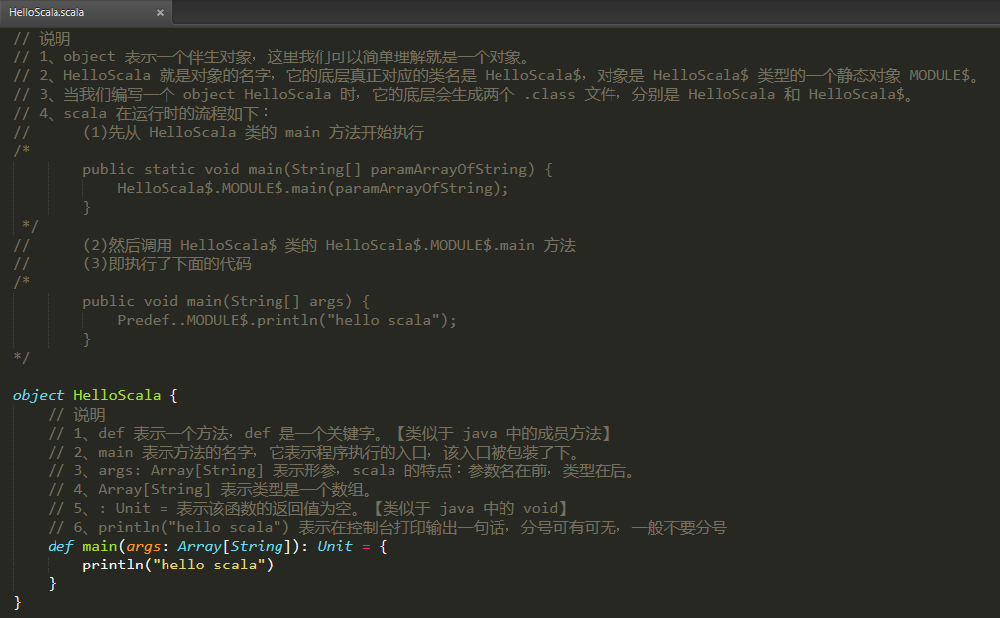 HelloScala.scala ×
// 说明
// 1、object 表示一个伴生对象，这里我们可以简单理解就是一个对象。
// 2、HelloScala 就是对象的名字，它的底层真正对应的类名是 HelloScala$，对象是 HelloScala$ 类型的一个静态对象 MODULE$。
// 3、当我们编写一个 object HelloScala 时，它的底层会生成两个 .class 文件，分别是 HelloScala 和 HelloScala$。
// 4、scala 在运行时的流程如下：
//      (1)先从 HelloScala 类的 main 方法开始执行
/*
        public static void main(String[] paramArrayOfString) {
            HelloScala$.MODULE$.main(paramArrayOfString);
        }
 */
//      (2)然后调用 HelloScala$ 类的 HelloScala$.MODULE$.main 方法
//      (3)即执行了下面的代码
/*
        public void main(String[] args) {
            Predef..MODULE$.println("hello scala");
        }
*/
object HelloScala {
    // 说明
    // 1、def 表示一个方法，def 是一个关键字。【类似于 java 中的成员方法】
    // 2、main 表示方法的名字，它表示程序执行的入口，该入口被包装了下。
    // 3、args: Array[String] 表示形参，scala 的特点：参数名在前，类型在后。
    // 4、Array[String] 表示类型是一个数组。
    // 5、: Unit = 表示该函数的返回值为空。【类似于 java 中的 void】
    // 6、println("hello scala") 表示在控制台打印输出一句话，分号可有可无，一般不要分号
    def main(args: Array[String]): Unit = {
        println("hello scala")
    }
}